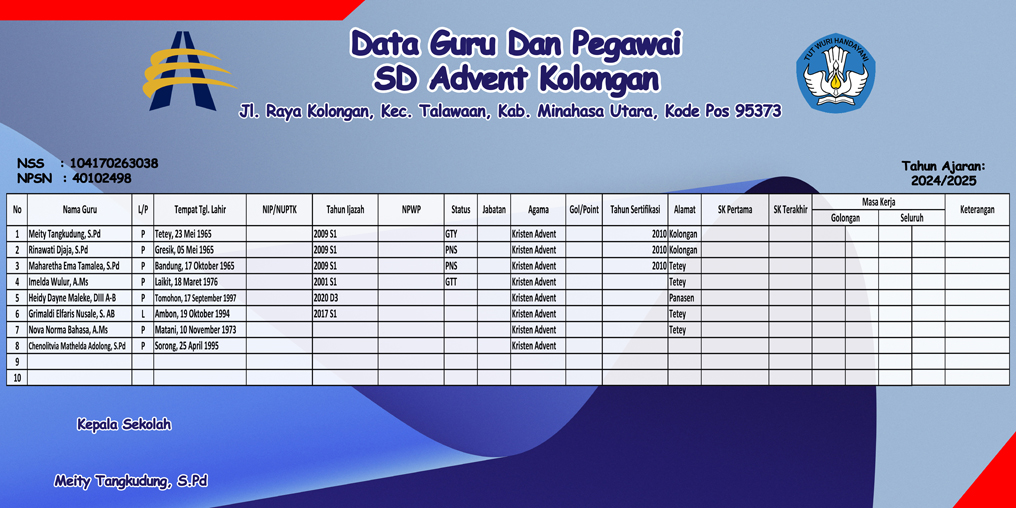 Data Guru Dan Pegawai
SD Advent Kolongan
Jl. Raya Kolongan, Kec. Talawaan, Kab. Minahasa Utara, Kode Pos 95373
TUT WURI HANDAYANI
NSS : 104170263038
NPSN : 40102498
Tahun Ajaran:
2024/2025
No Nama Guru L/P Tempat Tgl. Lahir NIP/NUPTK Tahun Ijazah NPWP Status Jabatan Agama Gol/Point Tahun Sertifikasi Alamat SK Pertama SK Terakhir Masa Kerja Keterangan
Golongan Seluruh
1 Meity Tangkudung, S.Pd P Tetey, 23 Mei 1965 2009 S1 GTY Kristen Advent 2010 Kolongan
2 Rinawati Djaja, S.Pd P Gresik, 05 Mei 1965 2009 S1 PNS Kristen Advent 2010 Kolongan
3 Maharetha Ema Tamalea, S.Pd P Bandung, 17 Oktober 1965 2009 S1 PNS Kristen Advent 2010 Tetey
4 Imelda Wulur, A.Ms P Laikit, 18 Maret 1976 2001 S1 GTT Kristen Advent Tetey
5 Heidy Dayne Maleke, DIII A-B P Tomohon, 17 September 1997 2020 D3 Kristen Advent Panasen
6 Grimaldi Elfaris Nusale, S. AB L Ambon, 19 Oktober 1994 2017 S1 Kristen Advent Tetey
7 Nova Norma Bahasa, A.Ms P Matani, 10 November 1973 Kristen Advent Tetey
8 Chenolitvia Mathelda Adolong, S.Pd P Sorong, 25 April 1995 Kristen Advent
9
10
Kepala Sekolah
Meity Tangkudung, S.Pd